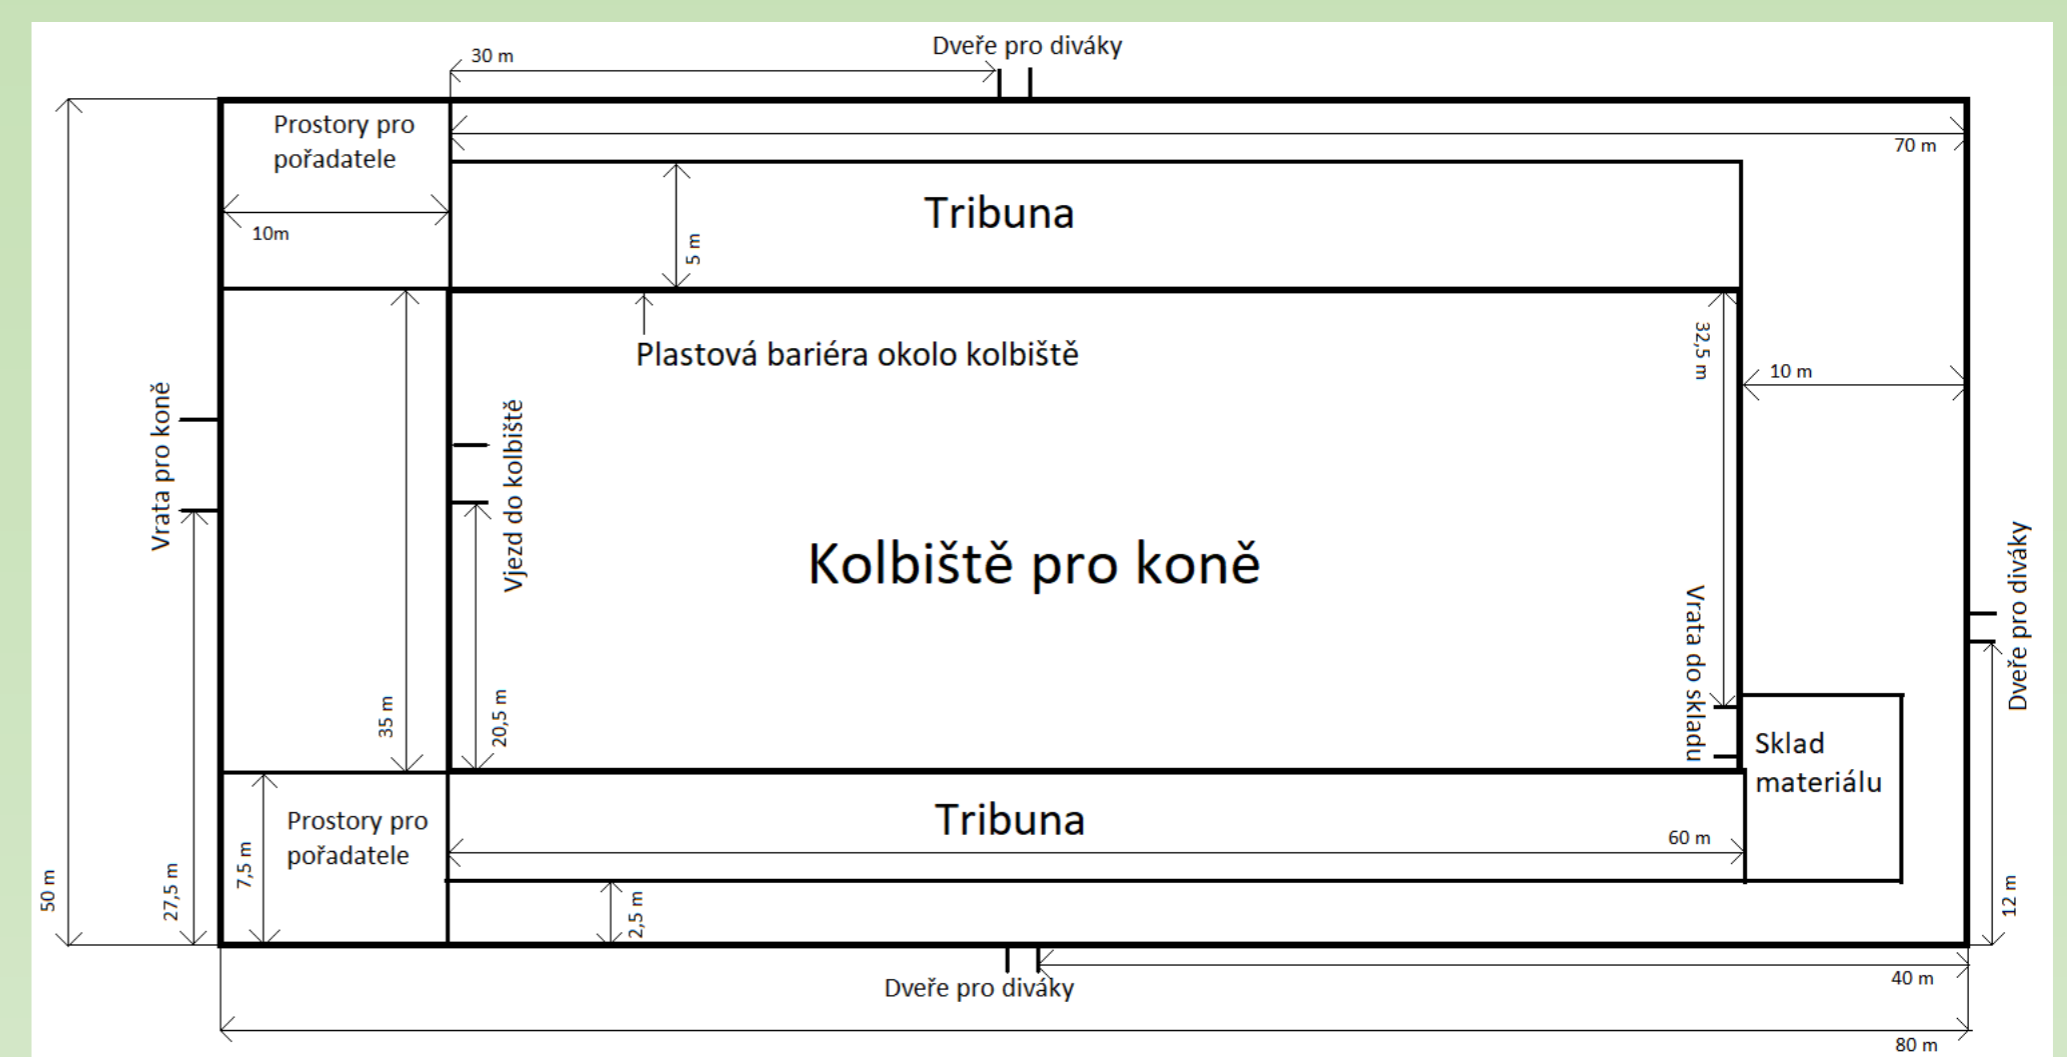 Dveře pro diváky
30 m
Prostory pro
pořadatele
70 m
10m
Tribuna
5 m
Plastová bariéra okolo kolbiště
32,5 m
10 m
Vrata pro koně
Vjezd do kolbiště
Kolbiště pro koně
Dveře pro diváky
Vrata do skladu
35 m
20,5 m
Sklad
materiálu
Prostory pro
pořadatele
Tribuna
60 m
7,5 m
27,5 m
50 m
2,5 m
12 m
Dveře pro diváky
40 m
80 m